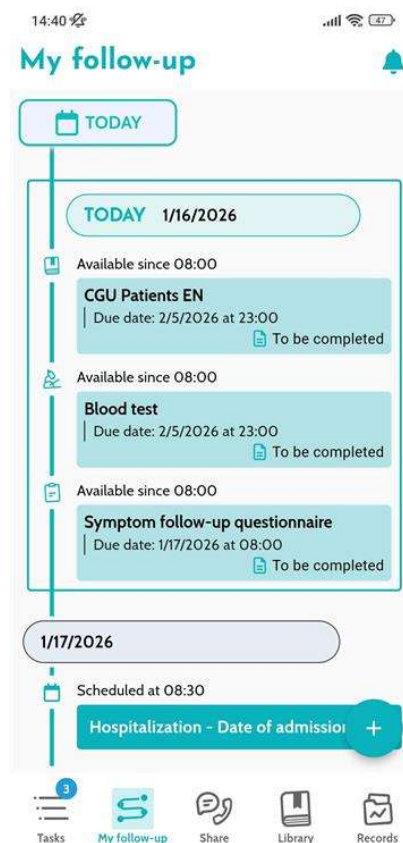 14:40
47
My follow-up
TODAY
TODAY 1/16/2026
Available since 08:00
CGU Patients EN
Due date: 2/5/2026 at 23:00
To be completed
Available since 08:00
Blood test
Due date: 2/5/2026 at 23:00
To be completed
Available since 08:00
Symptom follow-up questionnaire
Due date: 1/17/2026 at 08:00
To be completed
1/17/2026
Scheduled at 08:30
Hospitalization - Date of admission
+
3
Tasks My follow-up Share Library Records